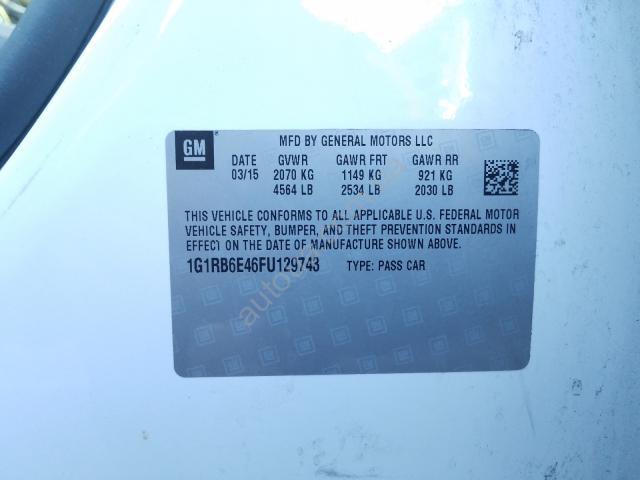 GM
MFD BY GENERAL MOTORS LLC
DATE GVWR GAWR FRT GAWR RR
03/15 2070 KG 1149 KG 921 KG
4564 LB 2534 LB 2030 LB
THIS VEHICLE CONFORMS TO ALL APPLICABLE U.S. FEDERAL MOTOR
VEHICLE SAFETY, BUMPER, AND THEFT PREVENTION STANDARDS IN
EFFECT ON THE DATE OF MANUFACTURE SHOWN ABOVE.
1G1RB6E46FU129743 TYPE: PASS CAR